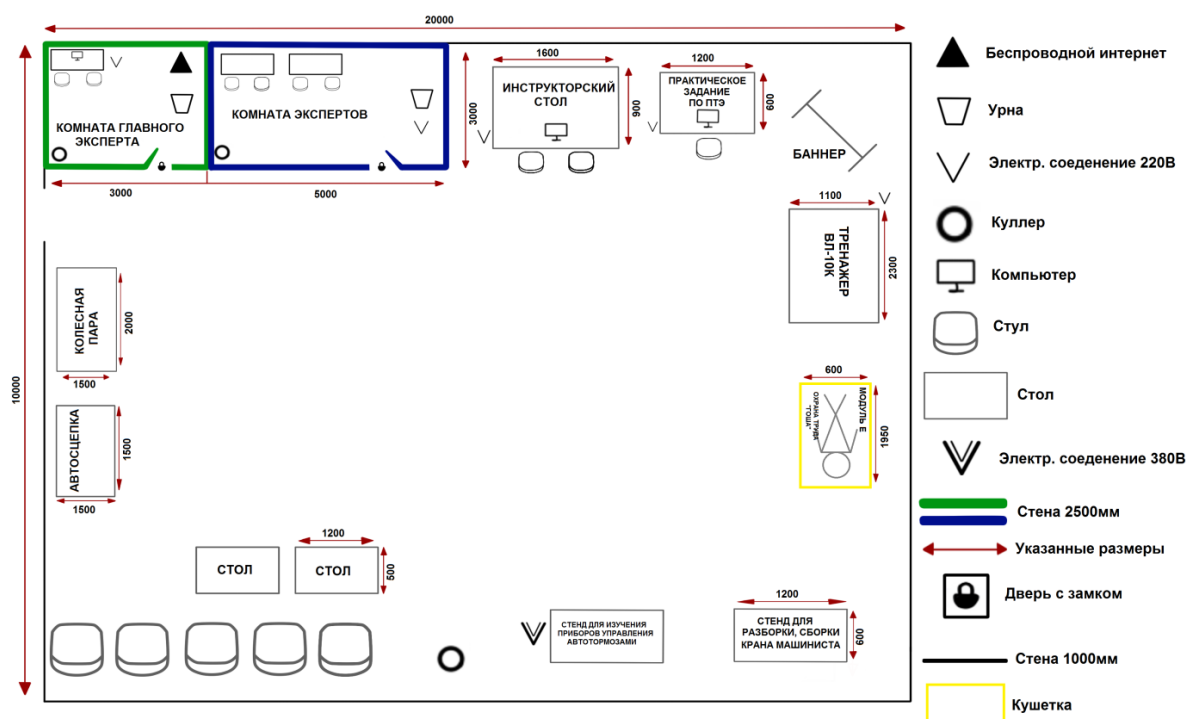 20000
10000
КОМНАТА ГЛАВНОГО
ЭКСПЕРТА
3000
КОМНАТА ЭКСПЕРТОВ
5000
3000
1600
ИНСТРУКТОРСКИЙ
СТОЛ
900
1200
ПРАКТИЧЕСКОЕ
ЗАДАНИЕ
ПО ПТЭ
600
БАННЕР
1100
ТРЕНАЖЕР
ВЛ-10К
2300
КОЛЕСНАЯ
ПАРА
2000
1500
АВТОСЦЕПКА
1500
1500
600
МОДУЛЬ Е
ОХРАНА ТРУДА
"ГОША"
1950
СТОЛ
1200
СТОЛ
500
СТЕНД ДЛЯ ИЗУЧЕНИЯ
ПРИБОРОВ УПРАВЛЕНИЯ
АВТОТОРМОЗАМИ
1200
СТЕНД ДЛЯ
РАЗБОРКИ, СБОРКИ
КРАНА МАШИНИСТА
600
Беспроводной интернет
Урна
Электр. соеденение 220В
Куллер
Компьютер
Стул
Стол
Электр. соеденение 380В
Стена 2500мм
Указанные размеры
Дверь с замком
Стена 1000мм
Кушетка